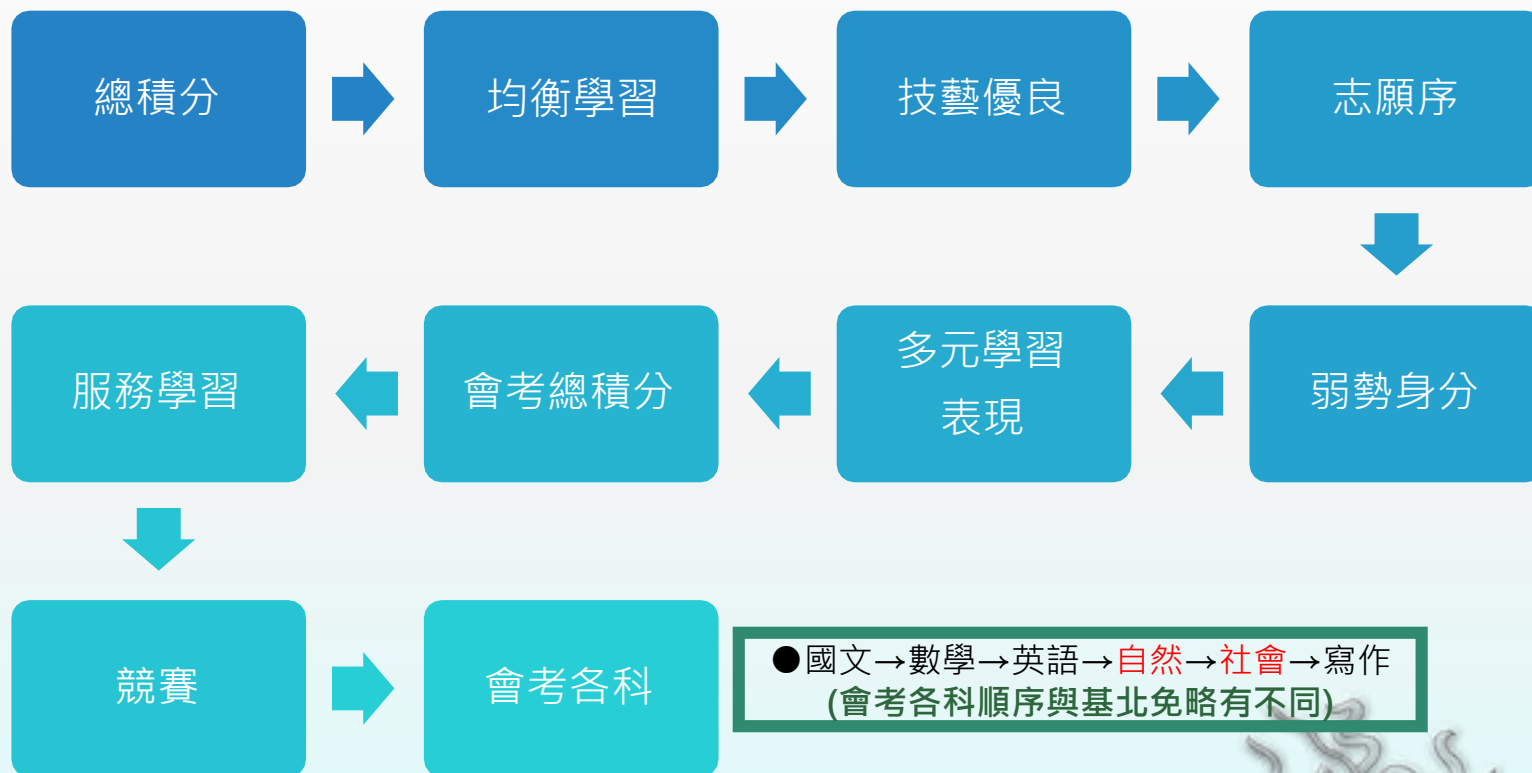 總積分
均衡學習
技藝優良
志願序
弱勢身分
多元學習
表現
會考總積分
服務學習
競賽
會考各科
●國文→數學→英語→自然→社會→寫作
(會考各科順序與基北免略有不同)